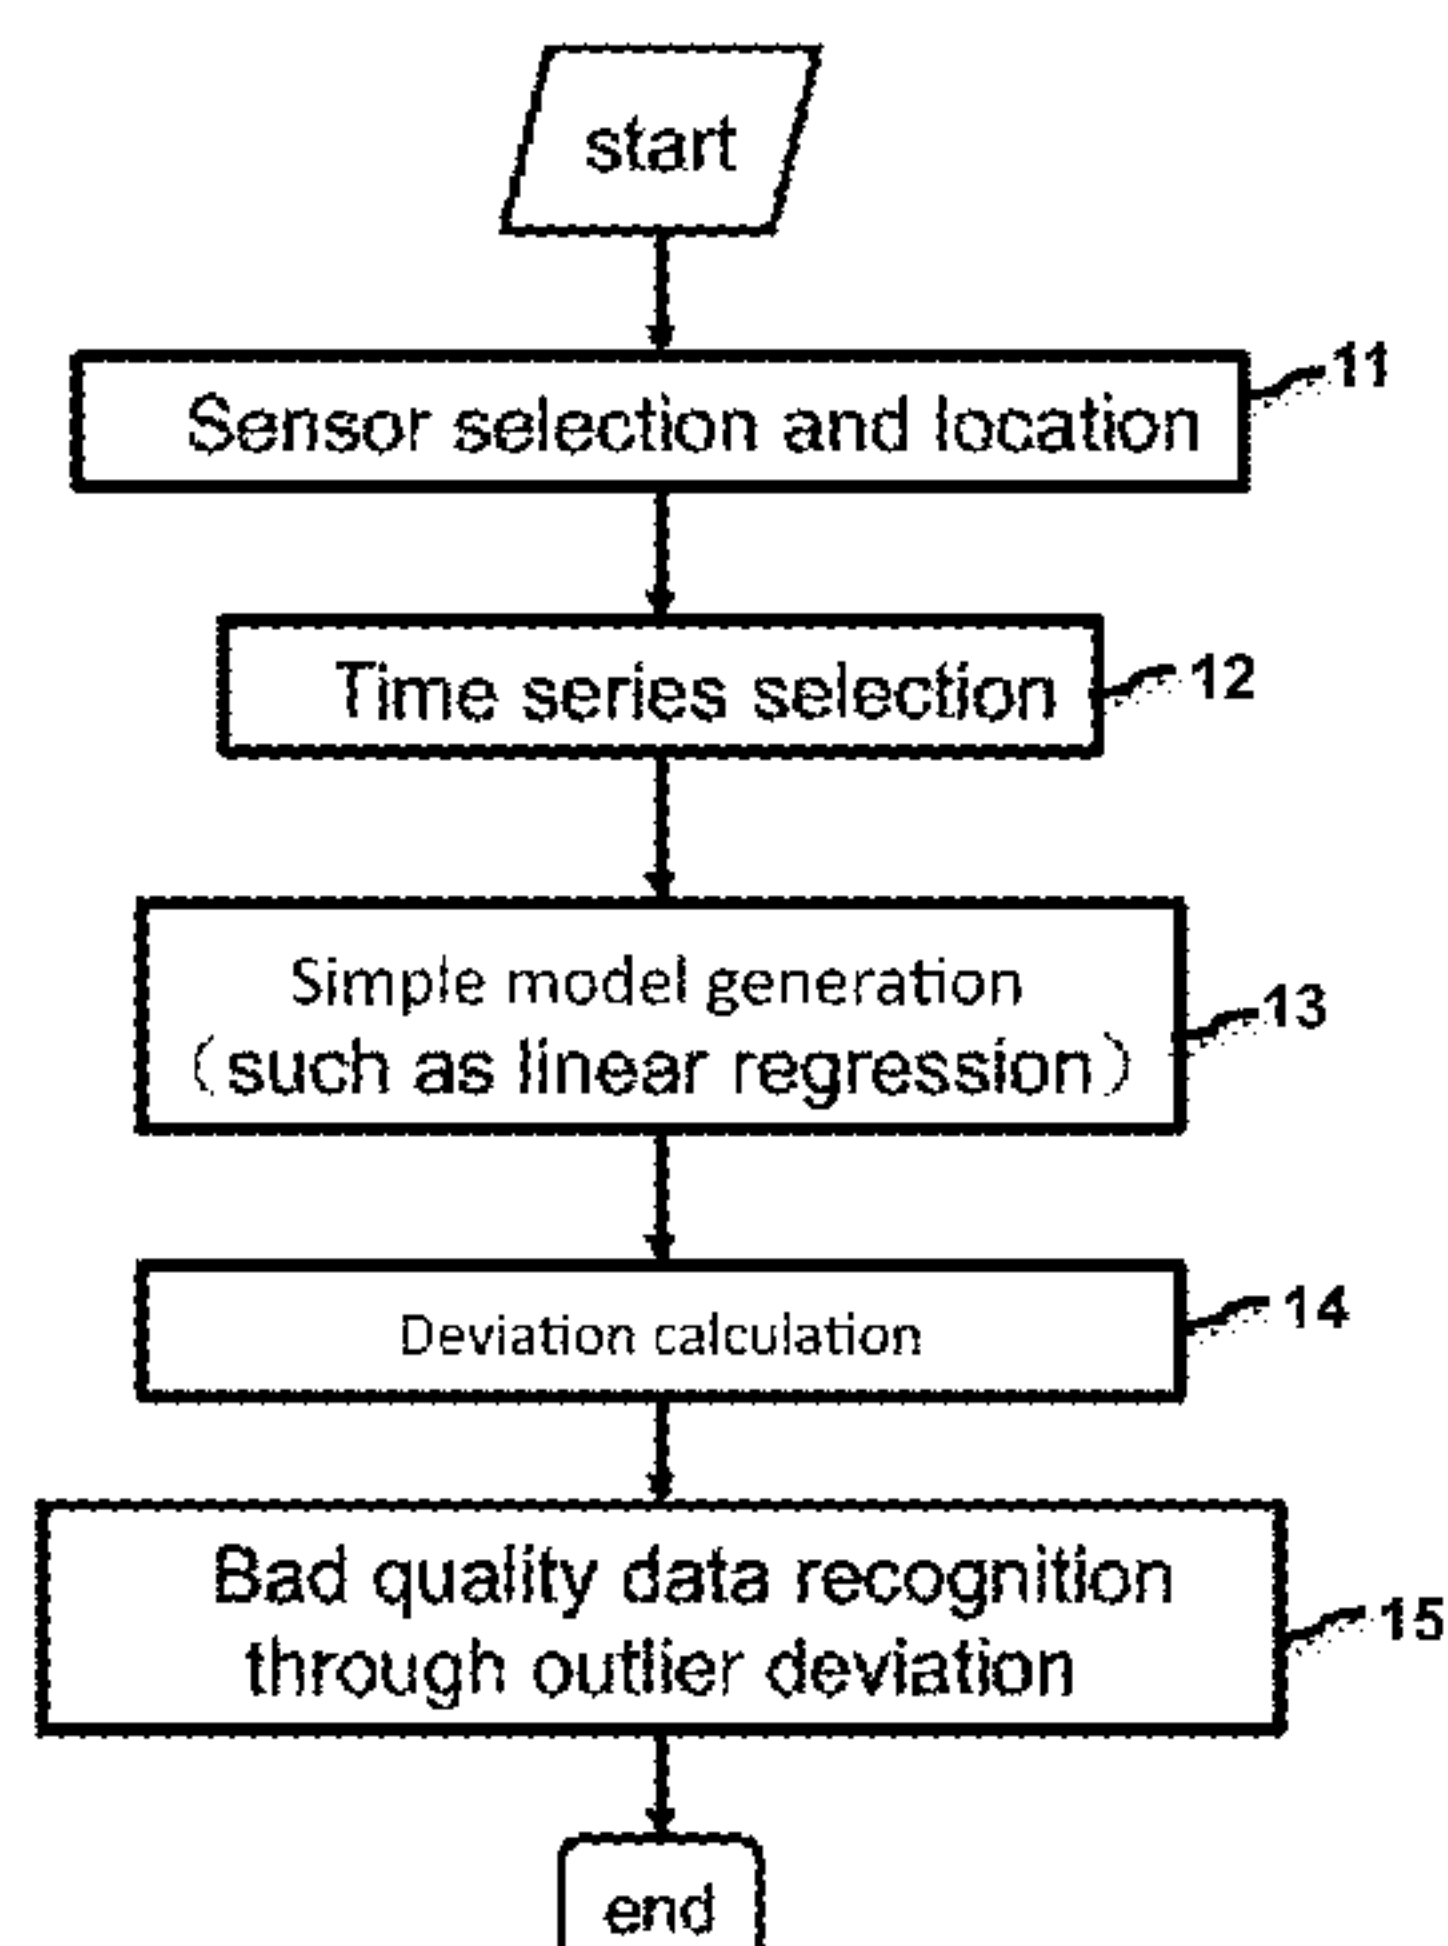 start
11
Sensor selection and location
12
Time series selection
Simple model generation
13
（such as linear regression）
14
Deviation calculation
Bad quality data recognition
15
through outlier deviation
end